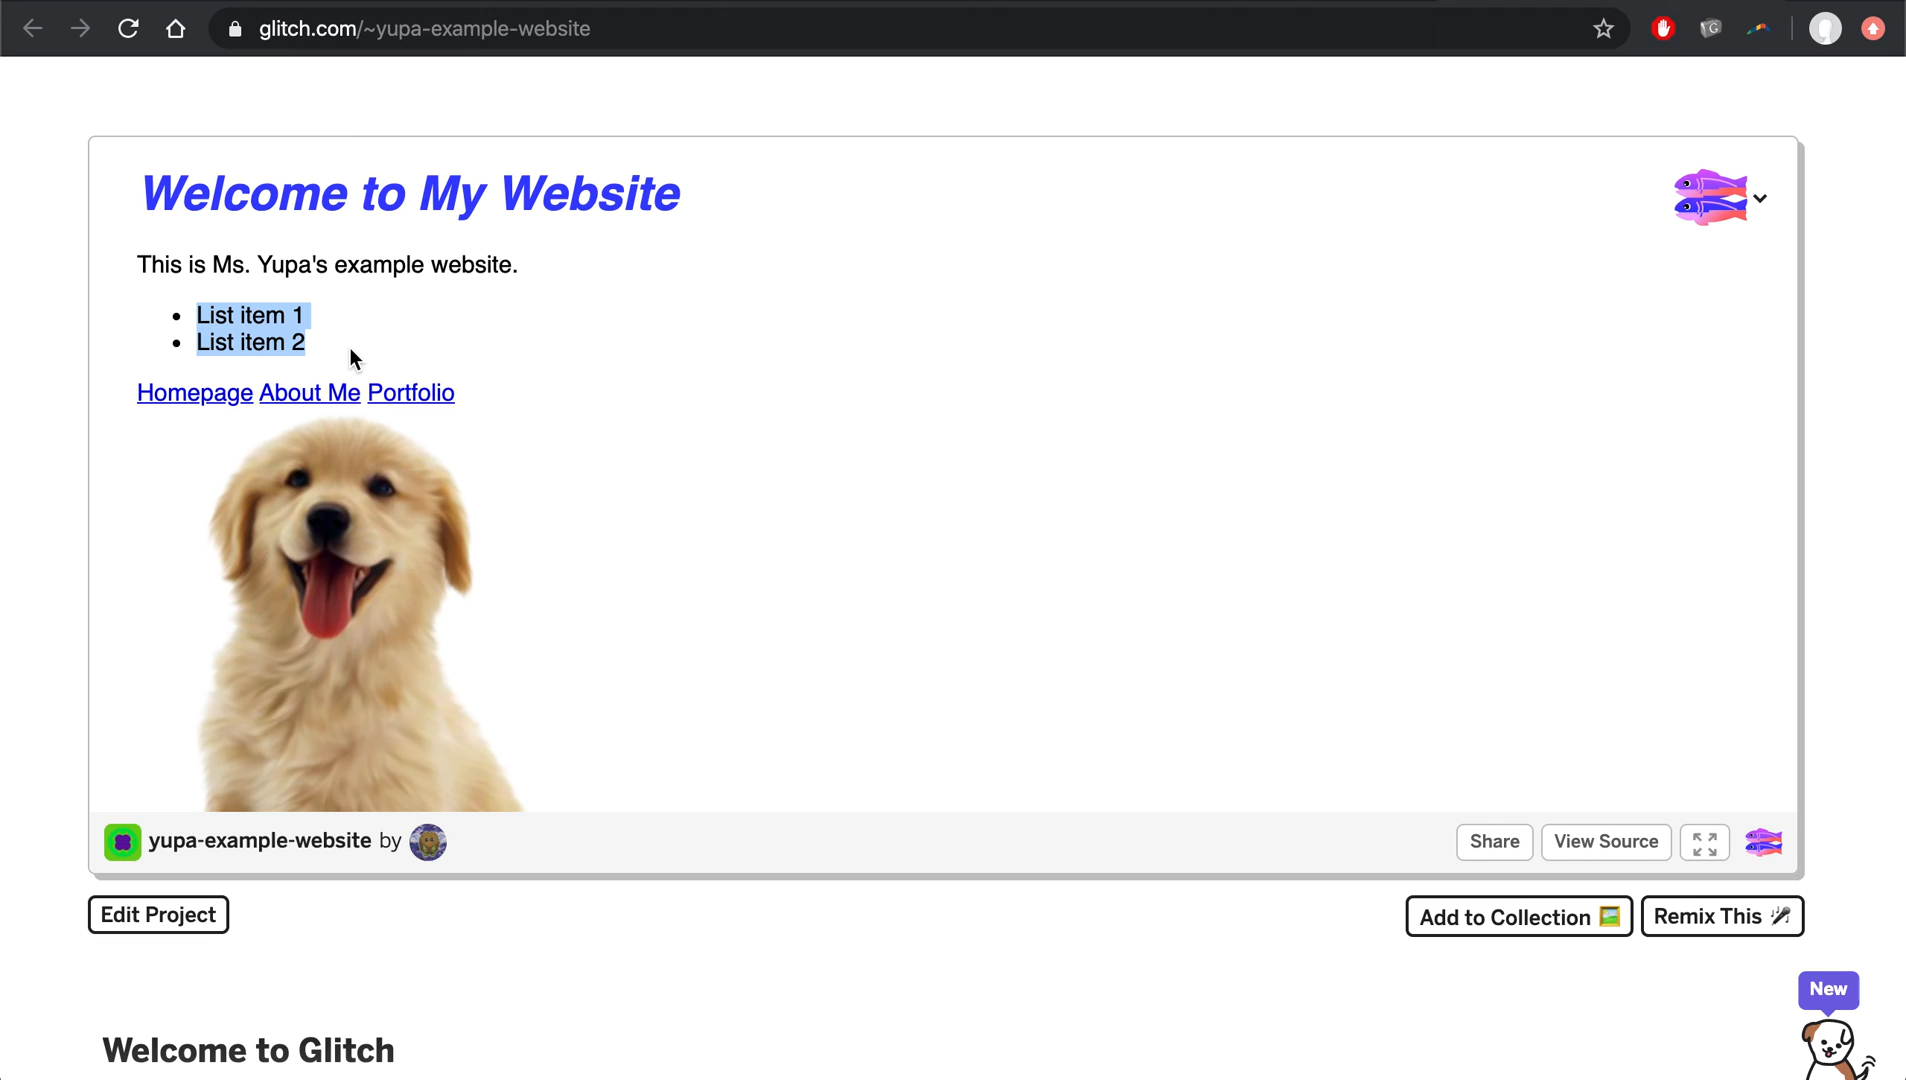 glitch.com/~yupa-example-website
Welcome to My Website
This is Ms. Yupa's example website.
List item 1
List item 2
Homepage About Me Portfolio
yupa-example-website by
Share View Source
Edit Project
Add to Collection Remix This
New
Welcome to Glitch